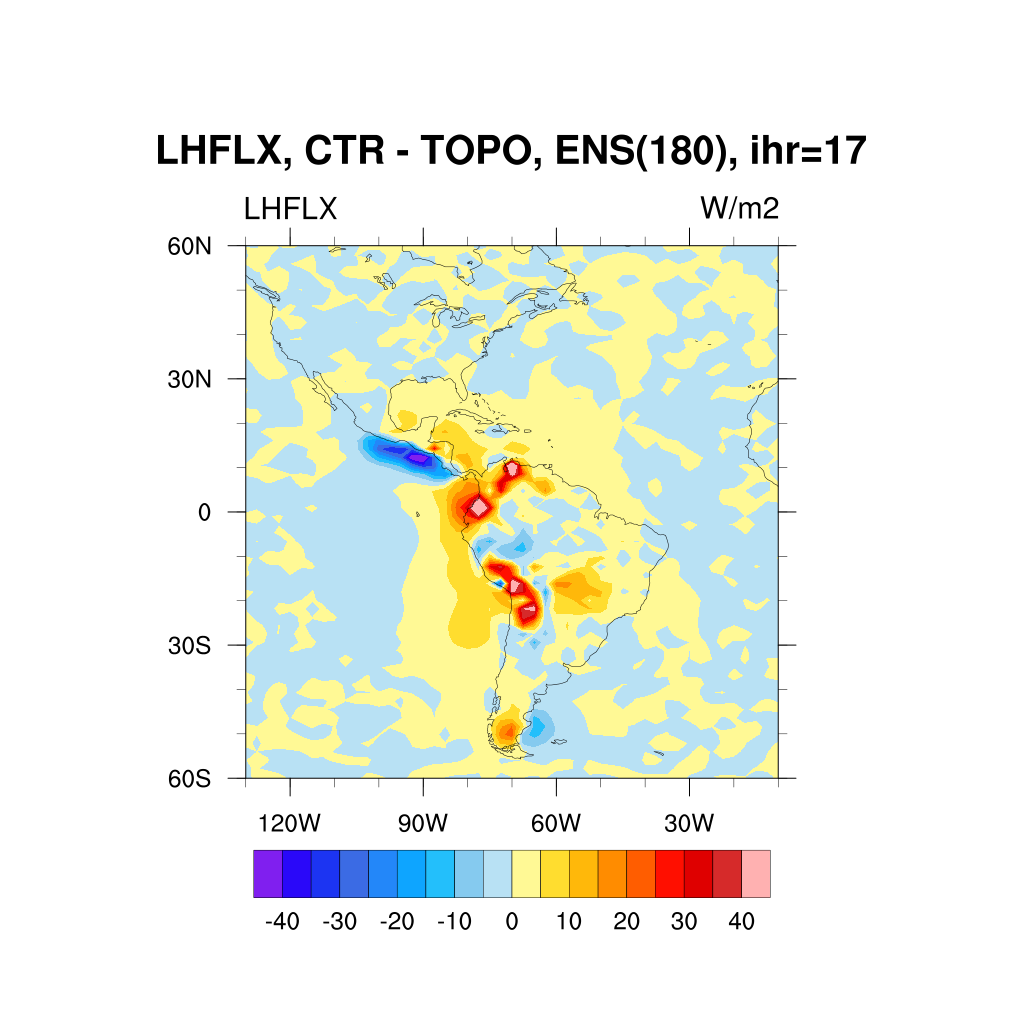 LHFLX, CTR - TOPO, ENS(180), ihr=17
LHFLX W/m2
60N
30N
0
30S
60S
120W 90W 60W 30W
-40 -30 -20 -10 0 10 20 30 40